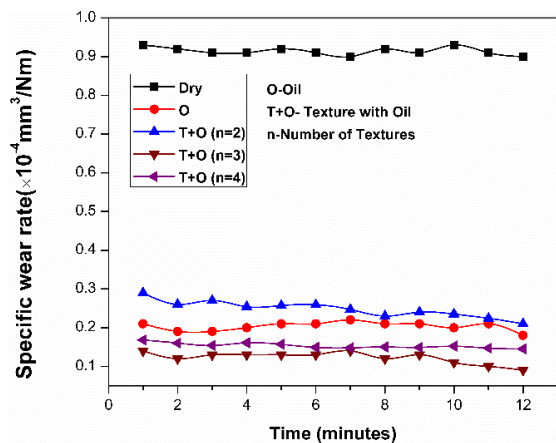 1.0
0.9
0.8
0.7
0.6
0.5
0.4
0.3
0.2
0.1
Specific wear rate(×10⁻⁴mm³/Nm)
Dry
O
T+O (n=2)
T+O (n=3)
T+O (n=4)
O-Oil
T+O- Texture with Oil
n-Number of Textures
0 2 4 6 8 10 12
Time (minutes)